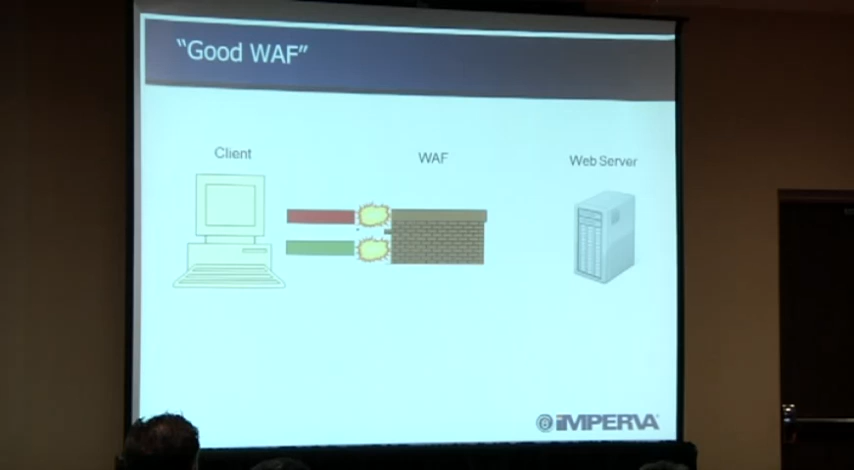 “Good WAF”
Client
WAF
Web Server
iMPERVA